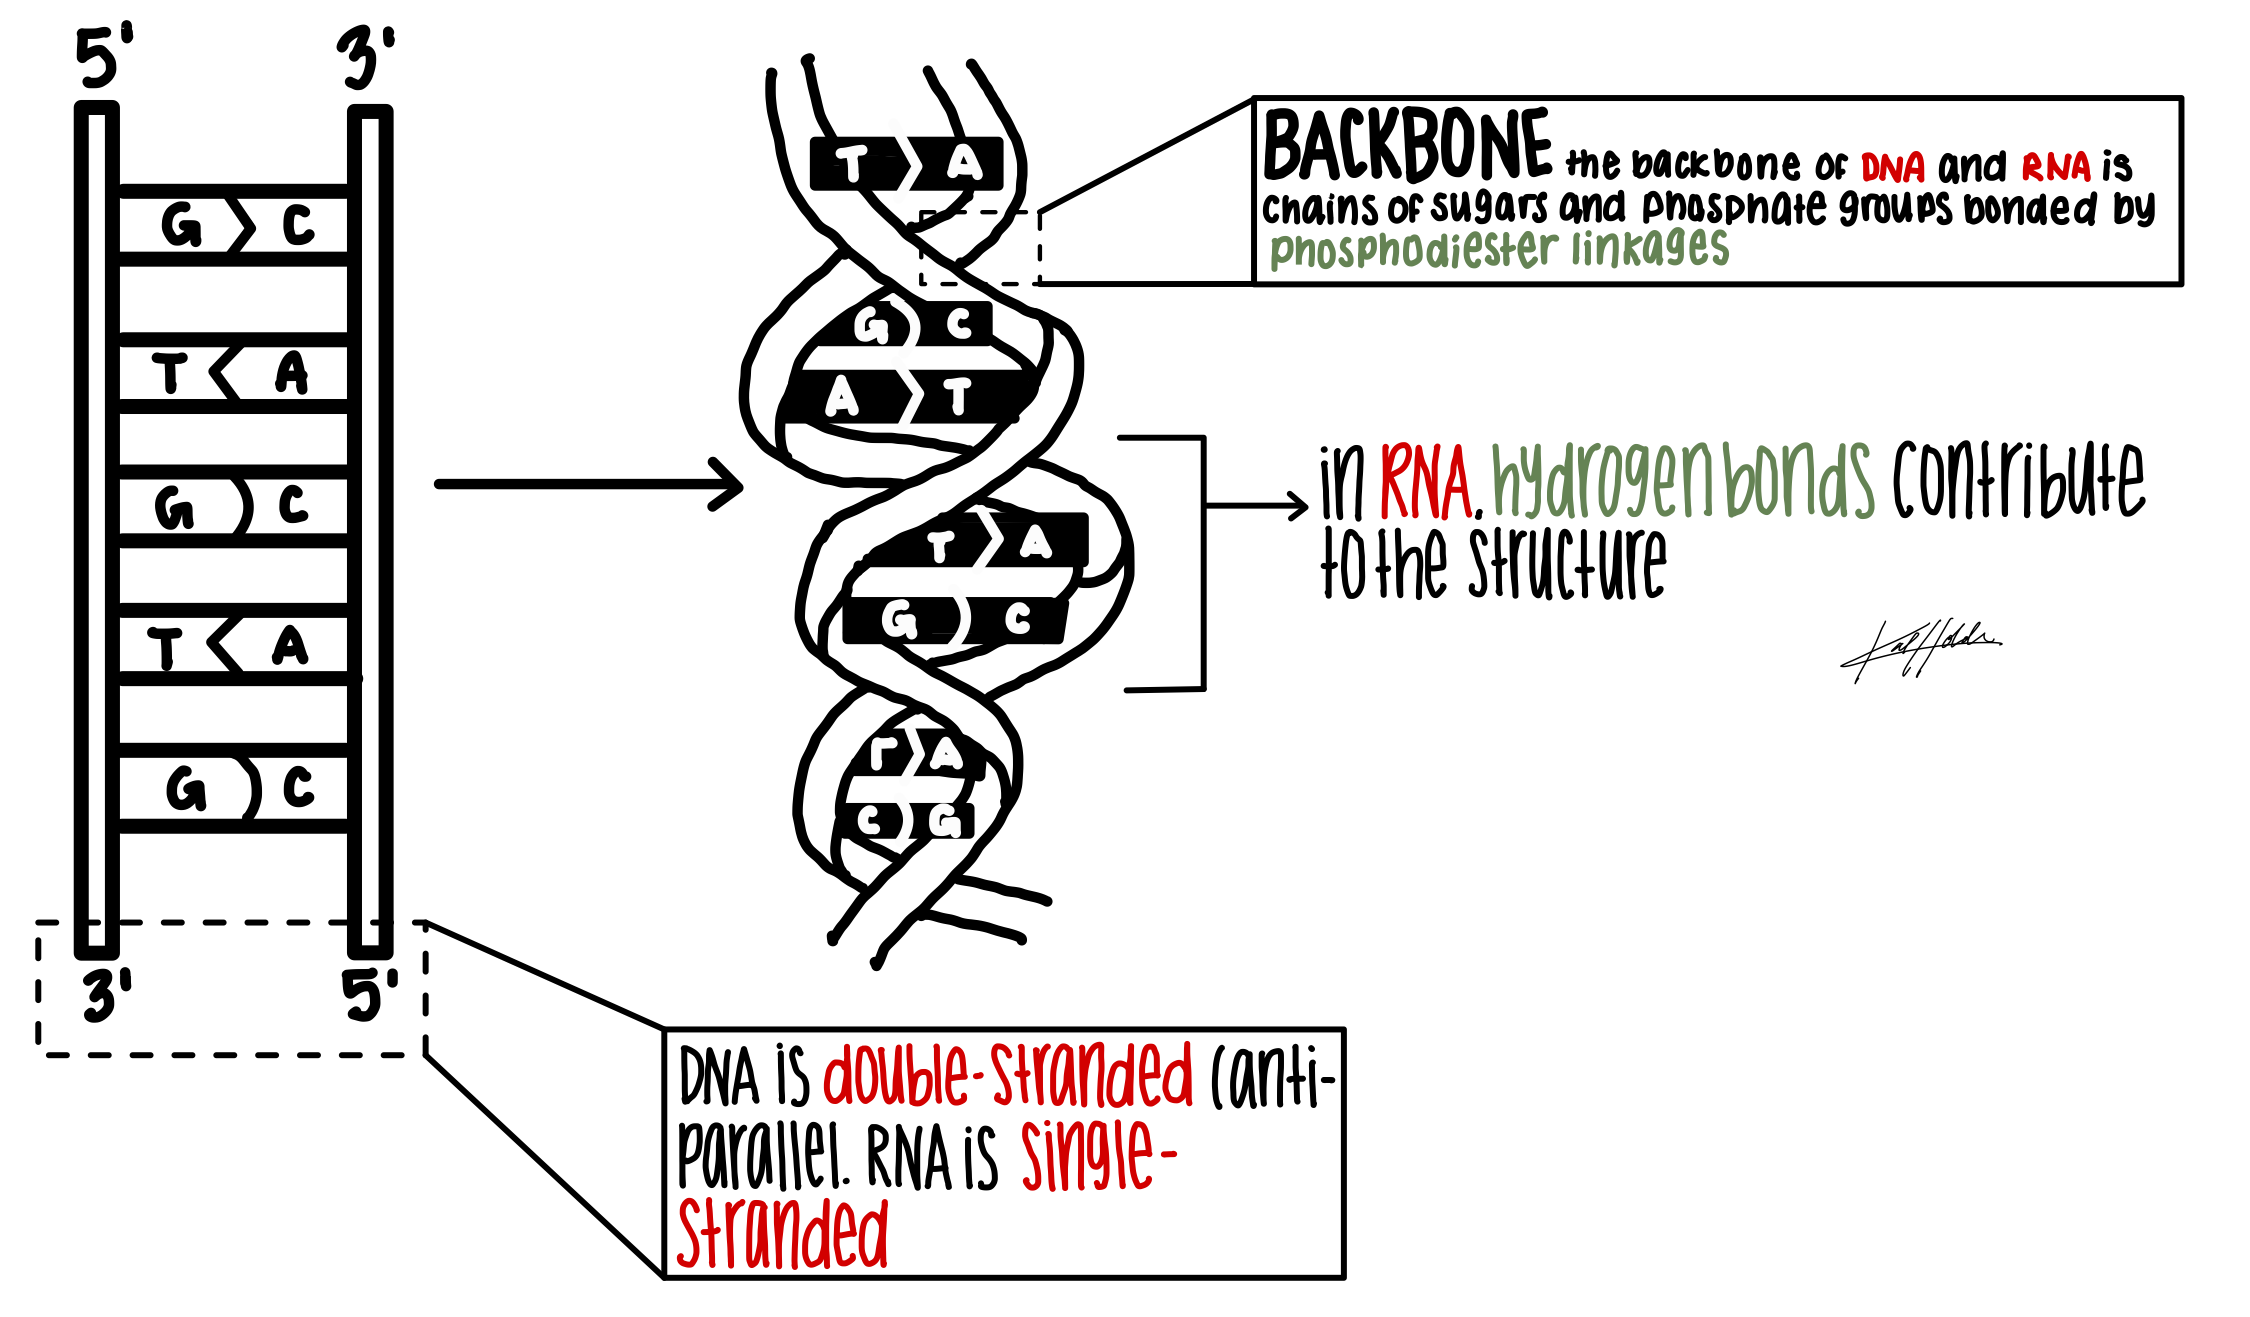 5' 3'
G C
T A
G C
T A
G C
3' 5'
T A
G C
A T
T A
G C
T A
C G
BACKBONE the backbone of DNA and RNA is
chains of sugars and phosphate groups bonded by
phosphodiester linkages
in RNA, hydrogen bonds contribute
to the structure
DNA is double-stranded (anti-
parallel. RNA is single-
stranded